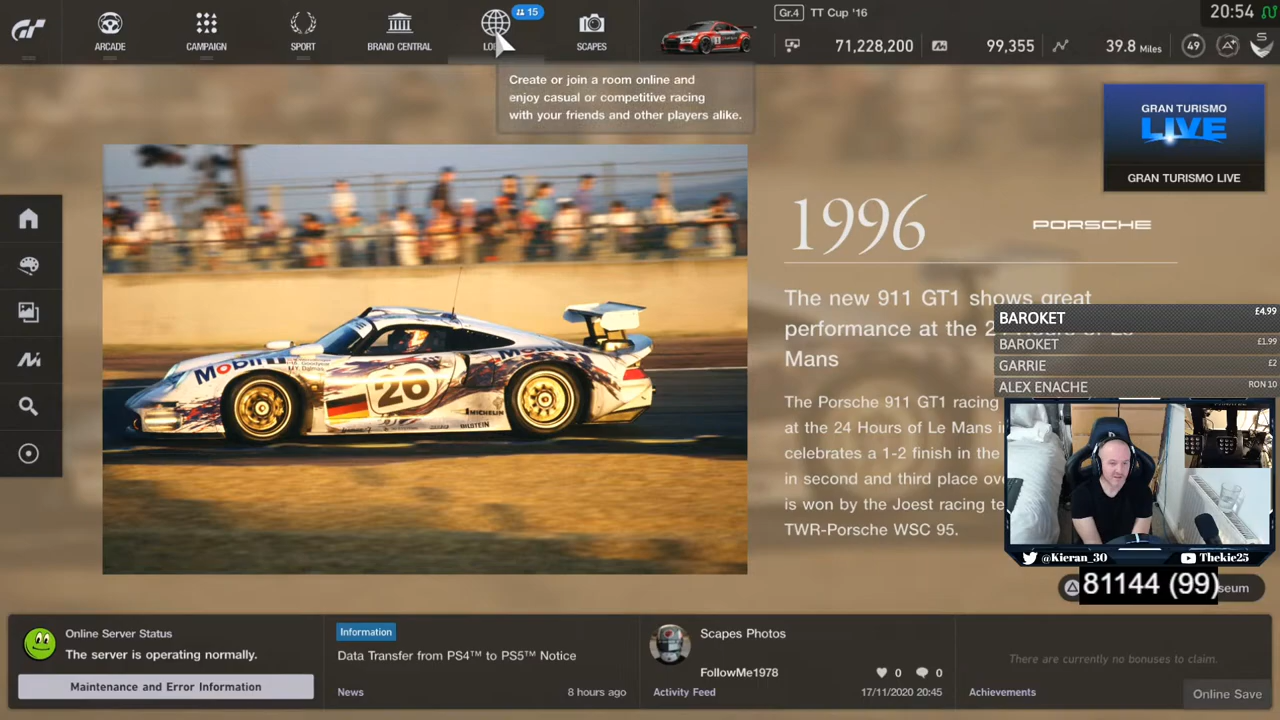 GT
ARCADE
CAMPAIGN
SPORT
BRAND CENTRAL
LO
15
SCAPES
Gr.4 TT Cup '16
71,228,200
99,355
39.8 Miles
49
A+
S
20:54
Create or join a room online and
enjoy casual or competitive racing
with your friends and other players alike.
GRAN TURISMO
LIVE
GRAN TURISMO LIVE
1996
PORSCHE
The new 911 GT1 shows great
performance at the 2
Mans
The Porsche 911 GT1 racing
at the 24 Hours of Le Mans i
celebrates a 1-2 finish in the
in second and third place ov
is won by the Joest racing te
TWR-Porsche WSC 95.
Mobil
26
MICHELIN
BILSTEIN
BAROKET £4.99
BAROKET £1.99
GARRIE £2
ALEX ENACHE RON 10
@Kieran_30
Thekie25
81144 (99)
seum
Online Server Status
The server is operating normally.
Maintenance and Error Information
Information
Data Transfer from PS4™ to PS5™ Notice
News
8 hours ago
Scapes Photos
FollowMe1978
0
0
Activity Feed
17/11/2020 20:45
There are currently no bonuses to claim.
Achievements
Online Save